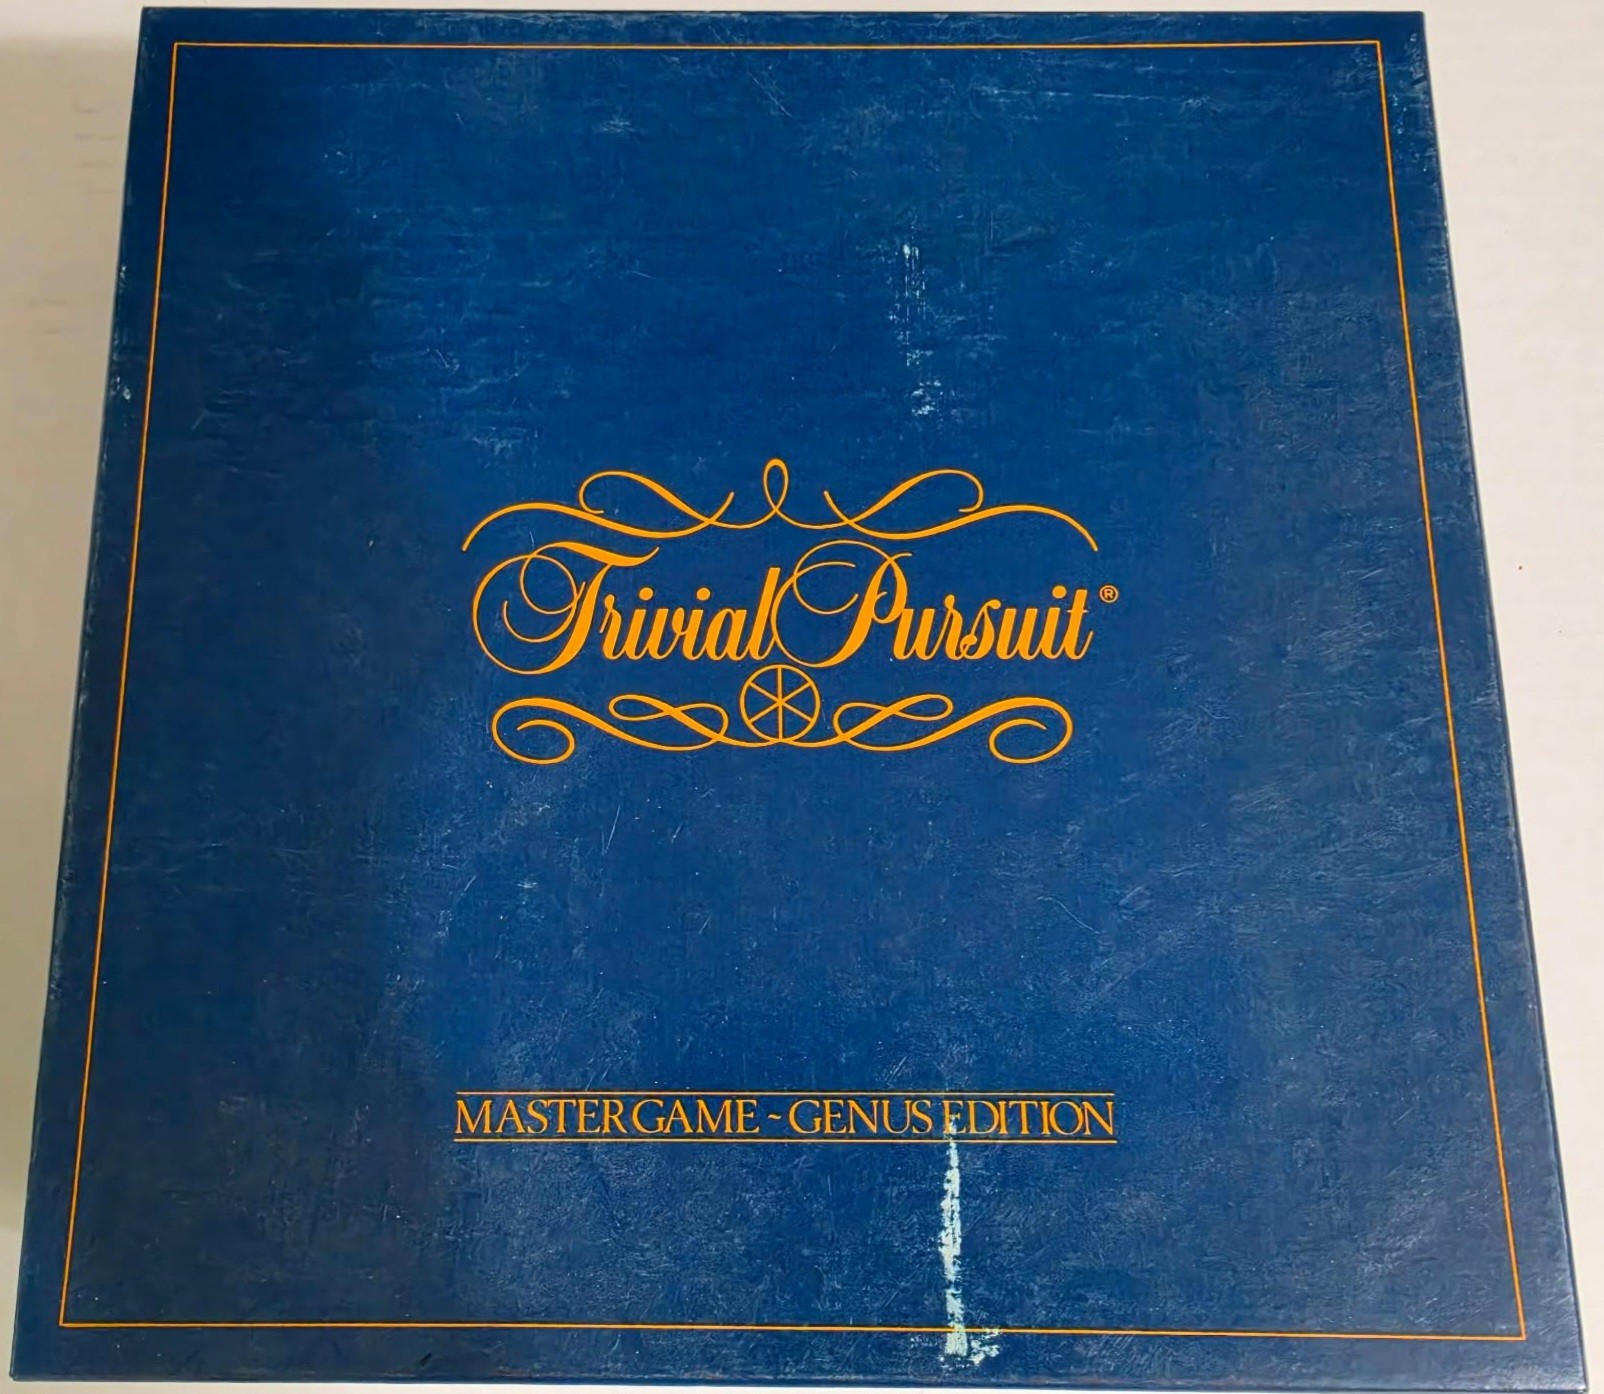 Trivial Pursuit®
MASTER GAME ~ GENUS EDITION